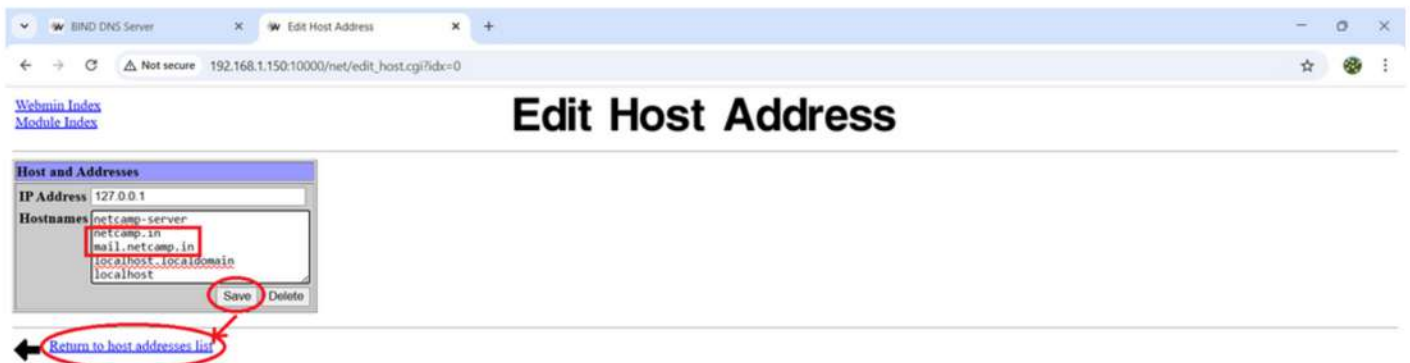 BIND DNS Server
Edit Host Address
Not secure 192.168.1.150:10000/net/edit_host.cgi?idx=0
Webmin Index
Module Index
Edit Host Address
Host and Addresses
IP Address 127.0.0.1
Hostnames netcamp-server
netcamp.in
mail.netcamp.in
localhost.localdomain
localhost
Save Delete
Return to host addresses list